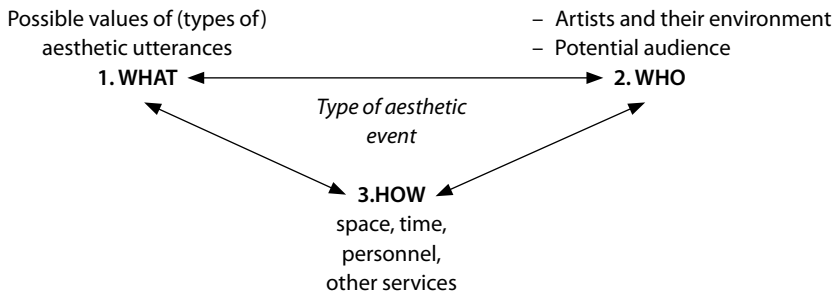 Possible values of (types of)
aesthetic utterances
1. WHAT
– Artists and their environment
– Potential audience
2. WHO
Type of aesthetic
event
3.HOW
space, time,
personnel,
other services